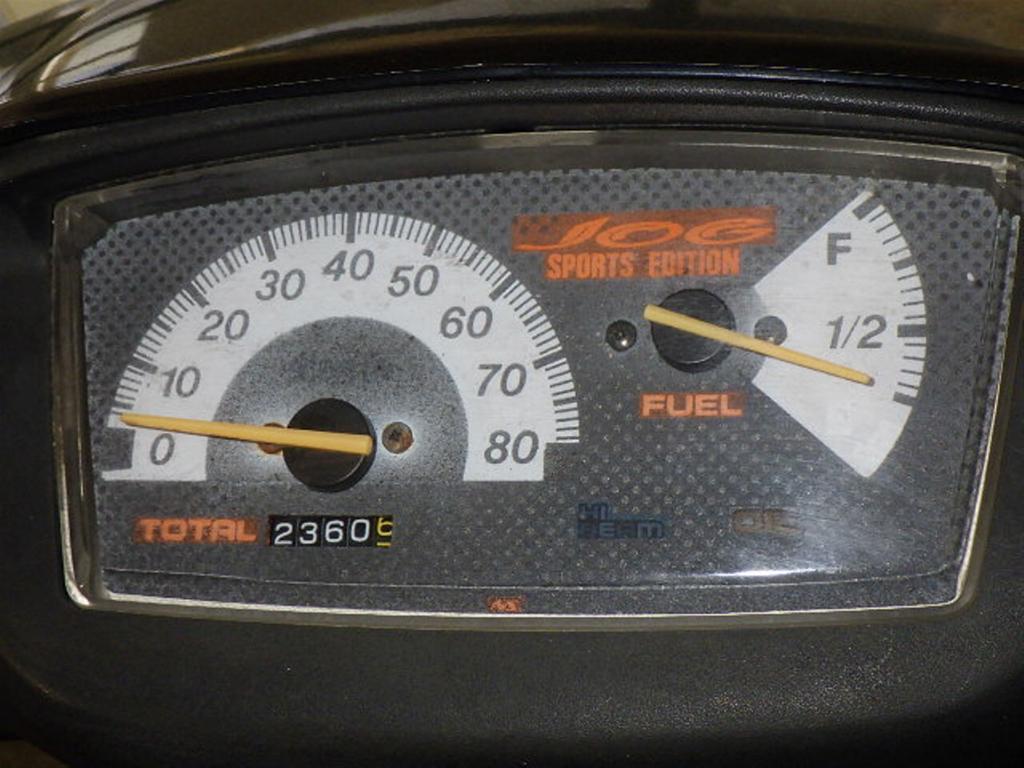 JOG
SPORTS EDITION
0 10 20 30 40 50 60 70 80
F
1/2
FUEL
TOTAL 23606
HI BEAM
OIL